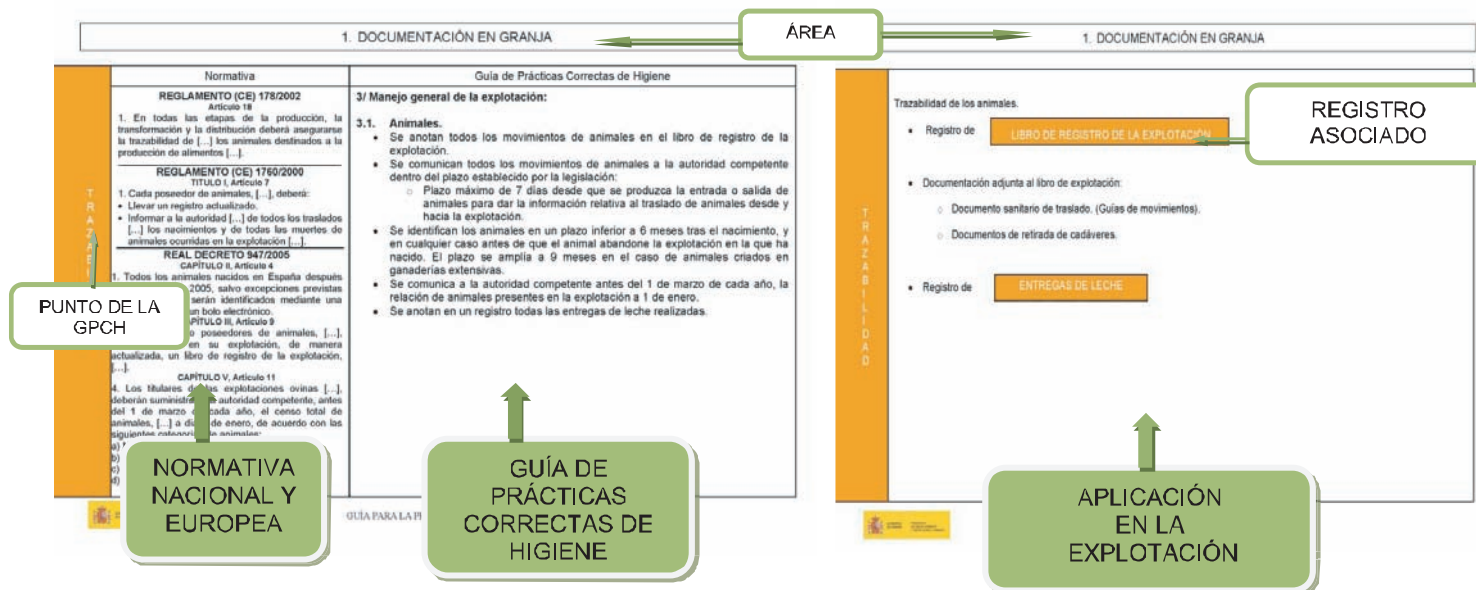 1. DOCUMENTACIÓN EN GRANJA
ÁREA
1. DOCUMENTACIÓN EN GRANJA
Normativa
Guía de Prácticas Correctas de Higiene
REGLAMENTO (CE) 178/2002
Artículo 18
1. En todas las etapas de la producción, la
transformación y la distribución deberá asegurarse
la trazabilidad de […] los animales destinados a la
producción de alimentos […].
REGLAMENTO (CE) 1760/2000
TITULO I, Artículo 7
1. Cada poseedor de animales, […], deberá:
• Llevar un registro actualizado.
• Informar a la autoridad […] de todos los traslados
[…] los nacimientos y de todas las muertes de
animales ocurridas en la explotación […].
REAL DECRETO 947/2005
CAPÍTULO II, Artículo 4
1. Todos los animales nacidos en España después
2005, salvo excepciones previstas
serán identificados mediante una
un bolo electrónico.
CAPÍTULO III, Artículo 9
poseedores de animales, […],
en su explotación, de manera
actualizada, un libro de registro de la explotación,
[…].
CAPÍTULO V, Artículo 11
4. Los titulares de las explotaciones ovinas […],
deberán autoridad competente, antes
del 1 de marzo cada año, el censo total de
animales, […] a de enero, de acuerdo con las
siguientes de animales:
a)
b)
c)
d)
3/ Manejo general de la explotación:
3.1. Animales.
• Se anotan todos los movimientos de animales en el libro de registro de la
explotación.
• Se comunican todos los movimientos de animales a la autoridad competente
dentro del plazo establecido por la legislación:
○ Plazo máximo de 7 días desde que se produzca la entrada o salida de
animales para dar la información relativa al traslado de animales desde y
hacia la explotación.
• Se identifican los animales en un plazo inferior a 6 meses tras el nacimiento, y
en cualquier caso antes de que el animal abandone la explotación en la que ha
nacido. El plazo se amplía a 9 meses en el caso de animales criados en
ganaderías extensivas.
• Se comunica a la autoridad competente antes del 1 de marzo de cada año, la
relación de animales presentes en la explotación a 1 de enero.
• Se anotan en un registro todas las entregas de leche realizadas.
PUNTO DE LA
GPCH
NORMATIVA
NACIONAL Y
EUROPEA
GUÍA PARA LA
GUÍA DE
PRÁCTICAS
CORRECTAS DE
HIGIENE
TRAZABILIDAD
Trazabilidad de los animales.
• Registro de LIBRO DE REGISTRO DE LA EXPLOTACIÓN
REGISTRO
ASOCIADO
• Documentación adjunta al libro de explotación:
○ Documento sanitario de traslado. (Guías de movimientos).
○ Documentos de retirada de cadáveres.
• Registro de ENTREGAS DE LECHE
APLICACIÓN
EN LA
EXPLOTACIÓN